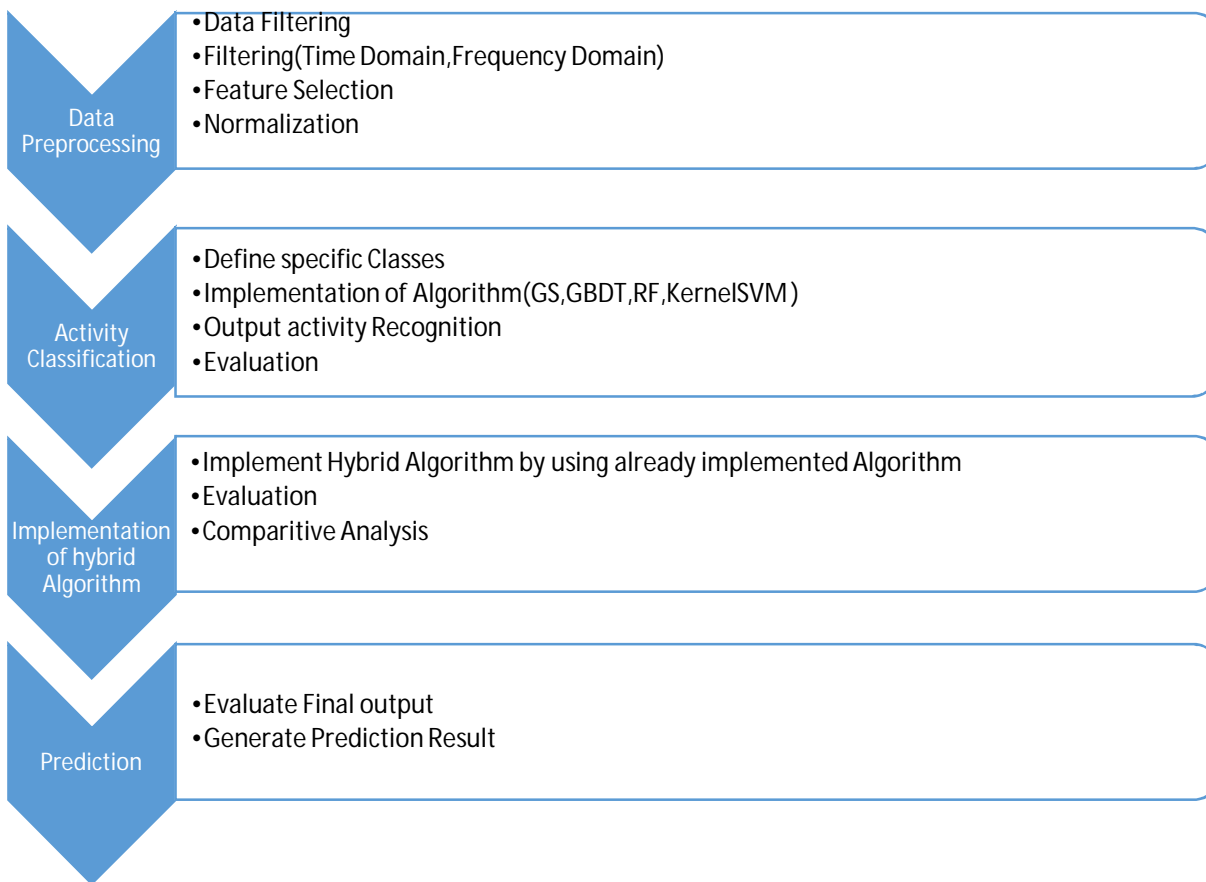 Data
Preprocessing
•Data Filtering
•Filtering(Time Domain,Frequency Domain)
•Feature Selection
•Normalization
Activity
Classification
•Define specific Classes
•Implementation of Algorithm(GS,GBDT,RF,KernelSVM)
•Output activity Recognition
•Evaluation
Implementation
of hybrid
Algorithm
•Implement Hybrid Algorithm by using already implemented Algorithm
•Evaluation
•Comparitive Analysis
Prediction
•Evaluate Final output
•Generate Prediction Result